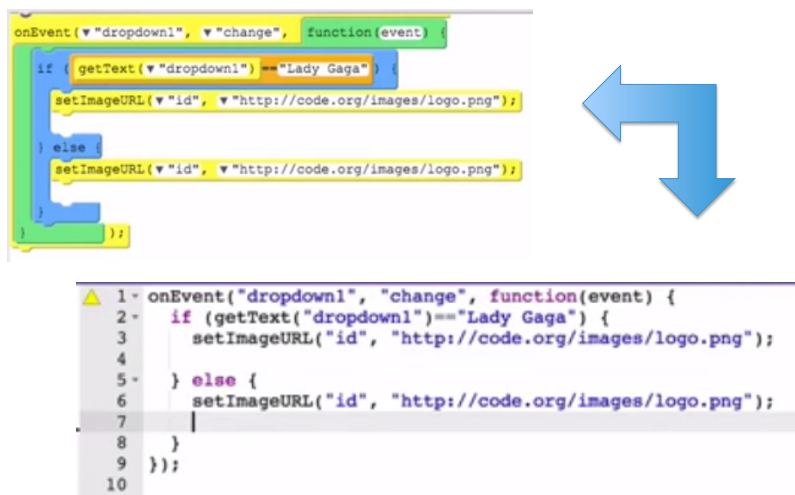 onEvent(▼"dropdown1", ▼"change", function(event) {
if ( getText(▼"dropdown1") =="Lady Gaga" ) {
setImageURL(▼"id", ▼"http://code.org/images/logo.png");
} else {
setImageURL(▼"id", ▼"http://code.org/images/logo.png");
}
} );
1 onEvent("dropdown1", "change", function(event) {
2 if (getText("dropdown1")=="Lady Gaga") {
3 setImageURL("id", "http://code.org/images/logo.png");
4
5 } else {
6 setImageURL("id", "http://code.org/images/logo.png");
7
8 }
9 });
10